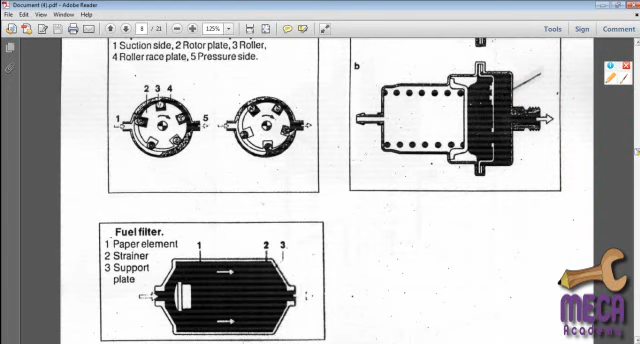 Document (4).pdf - Adobe Reader
File Edit View Window Help
8 / 21 125% Tools Sign Comment
1 Suction side, 2 Rotor plate, 3 Roller,
4 Roller race plate, 5 Pressure side.
2 3 4
1 5
b
Fuel filter.
1 Paper element
2 Strainer
3 Support
plate
1 2 3
MECA
Academy